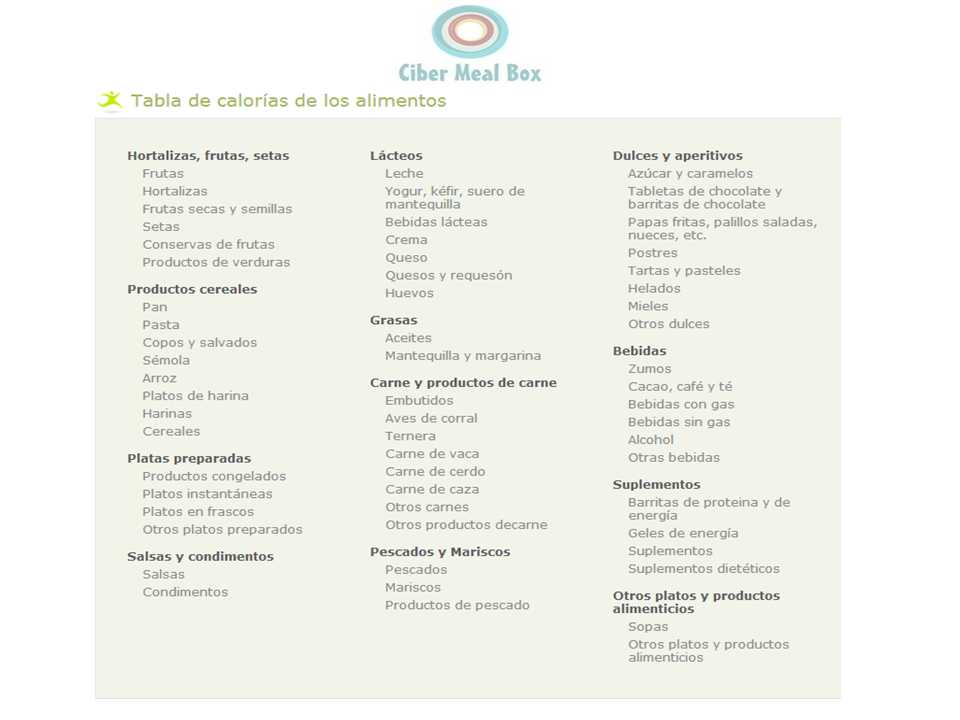 Ciber Meal Box
Tabla de calorías de los alimentos
Hortalizas, frutas, setas
Frutas
Hortalizas
Frutas secas y semillas
Setas
Conservas de frutas
Productos de verduras
Productos cereales
Pan
Pasta
Copos y salvados
Sémola
Arroz
Platos de harina
Harinas
Cereales
Platas preparadas
Productos congelados
Platos instantáneas
Platos en frascos
Otros platos preparados
Salsas y condimentos
Salsas
Condimentos
Lácteos
Leche
Yogur, kéfir, suero de
mantequilla
Bebidas lácteas
Crema
Queso
Quesos y requesón
Huevos
Grasas
Aceites
Mantequilla y margarina
Carne y productos de carne
Embutidos
Aves de corral
Ternera
Carne de vaca
Carne de cerdo
Carne de caza
Otros carnes
Otros productos decarne
Pescados y Mariscos
Pescados
Mariscos
Productos de pescado
Dulces y aperitivos
Azúcar y caramelos
Tabletas de chocolate y
barritas de chocolate
Papas fritas, palillos saladas,
nueces, etc.
Postres
Tartas y pasteles
Helados
Mieles
Otros dulces
Bebidas
Zumos
Cacao, café y té
Bebidas con gas
Bebidas sin gas
Alcohol
Otras bebidas
Suplementos
Barritas de proteina y de
energía
Geles de energía
Suplementos
Suplementos dietéticos
Otros platos y productos
alimenticios
Sopas
Otros platos y productos
alimenticios